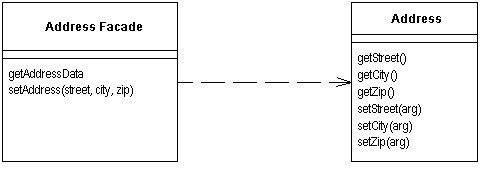 Address Facade
getAddressData
setAddress(street, city, zip)
Address
getStreet()
getCity()
getZip()
setStreet(arg)
setCity(arg)
setZip(arg)